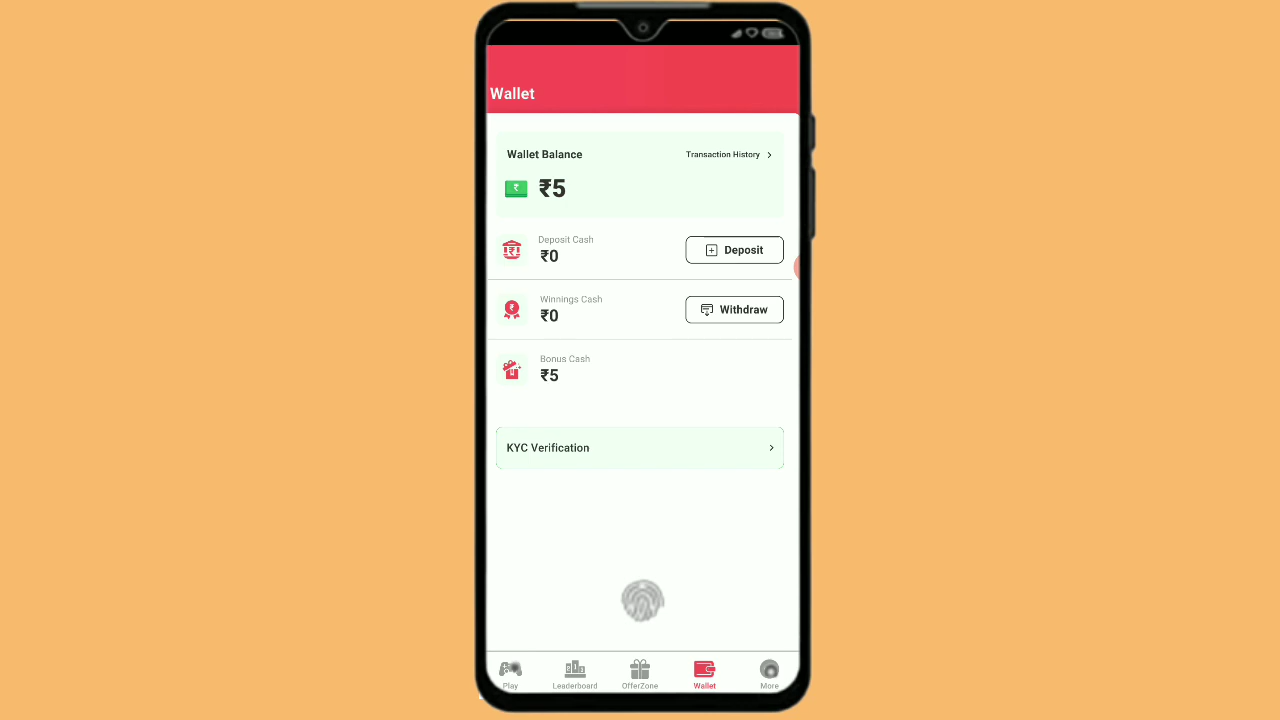 Wallet
Wallet Balance
Transaction History
₹5
Deposit Cash
₹0
Deposit
Winnings Cash
₹0
Withdraw
Bonus Cash
₹5
KYC Verification
Play
Leaderboard
OfferZone
Wallet
More